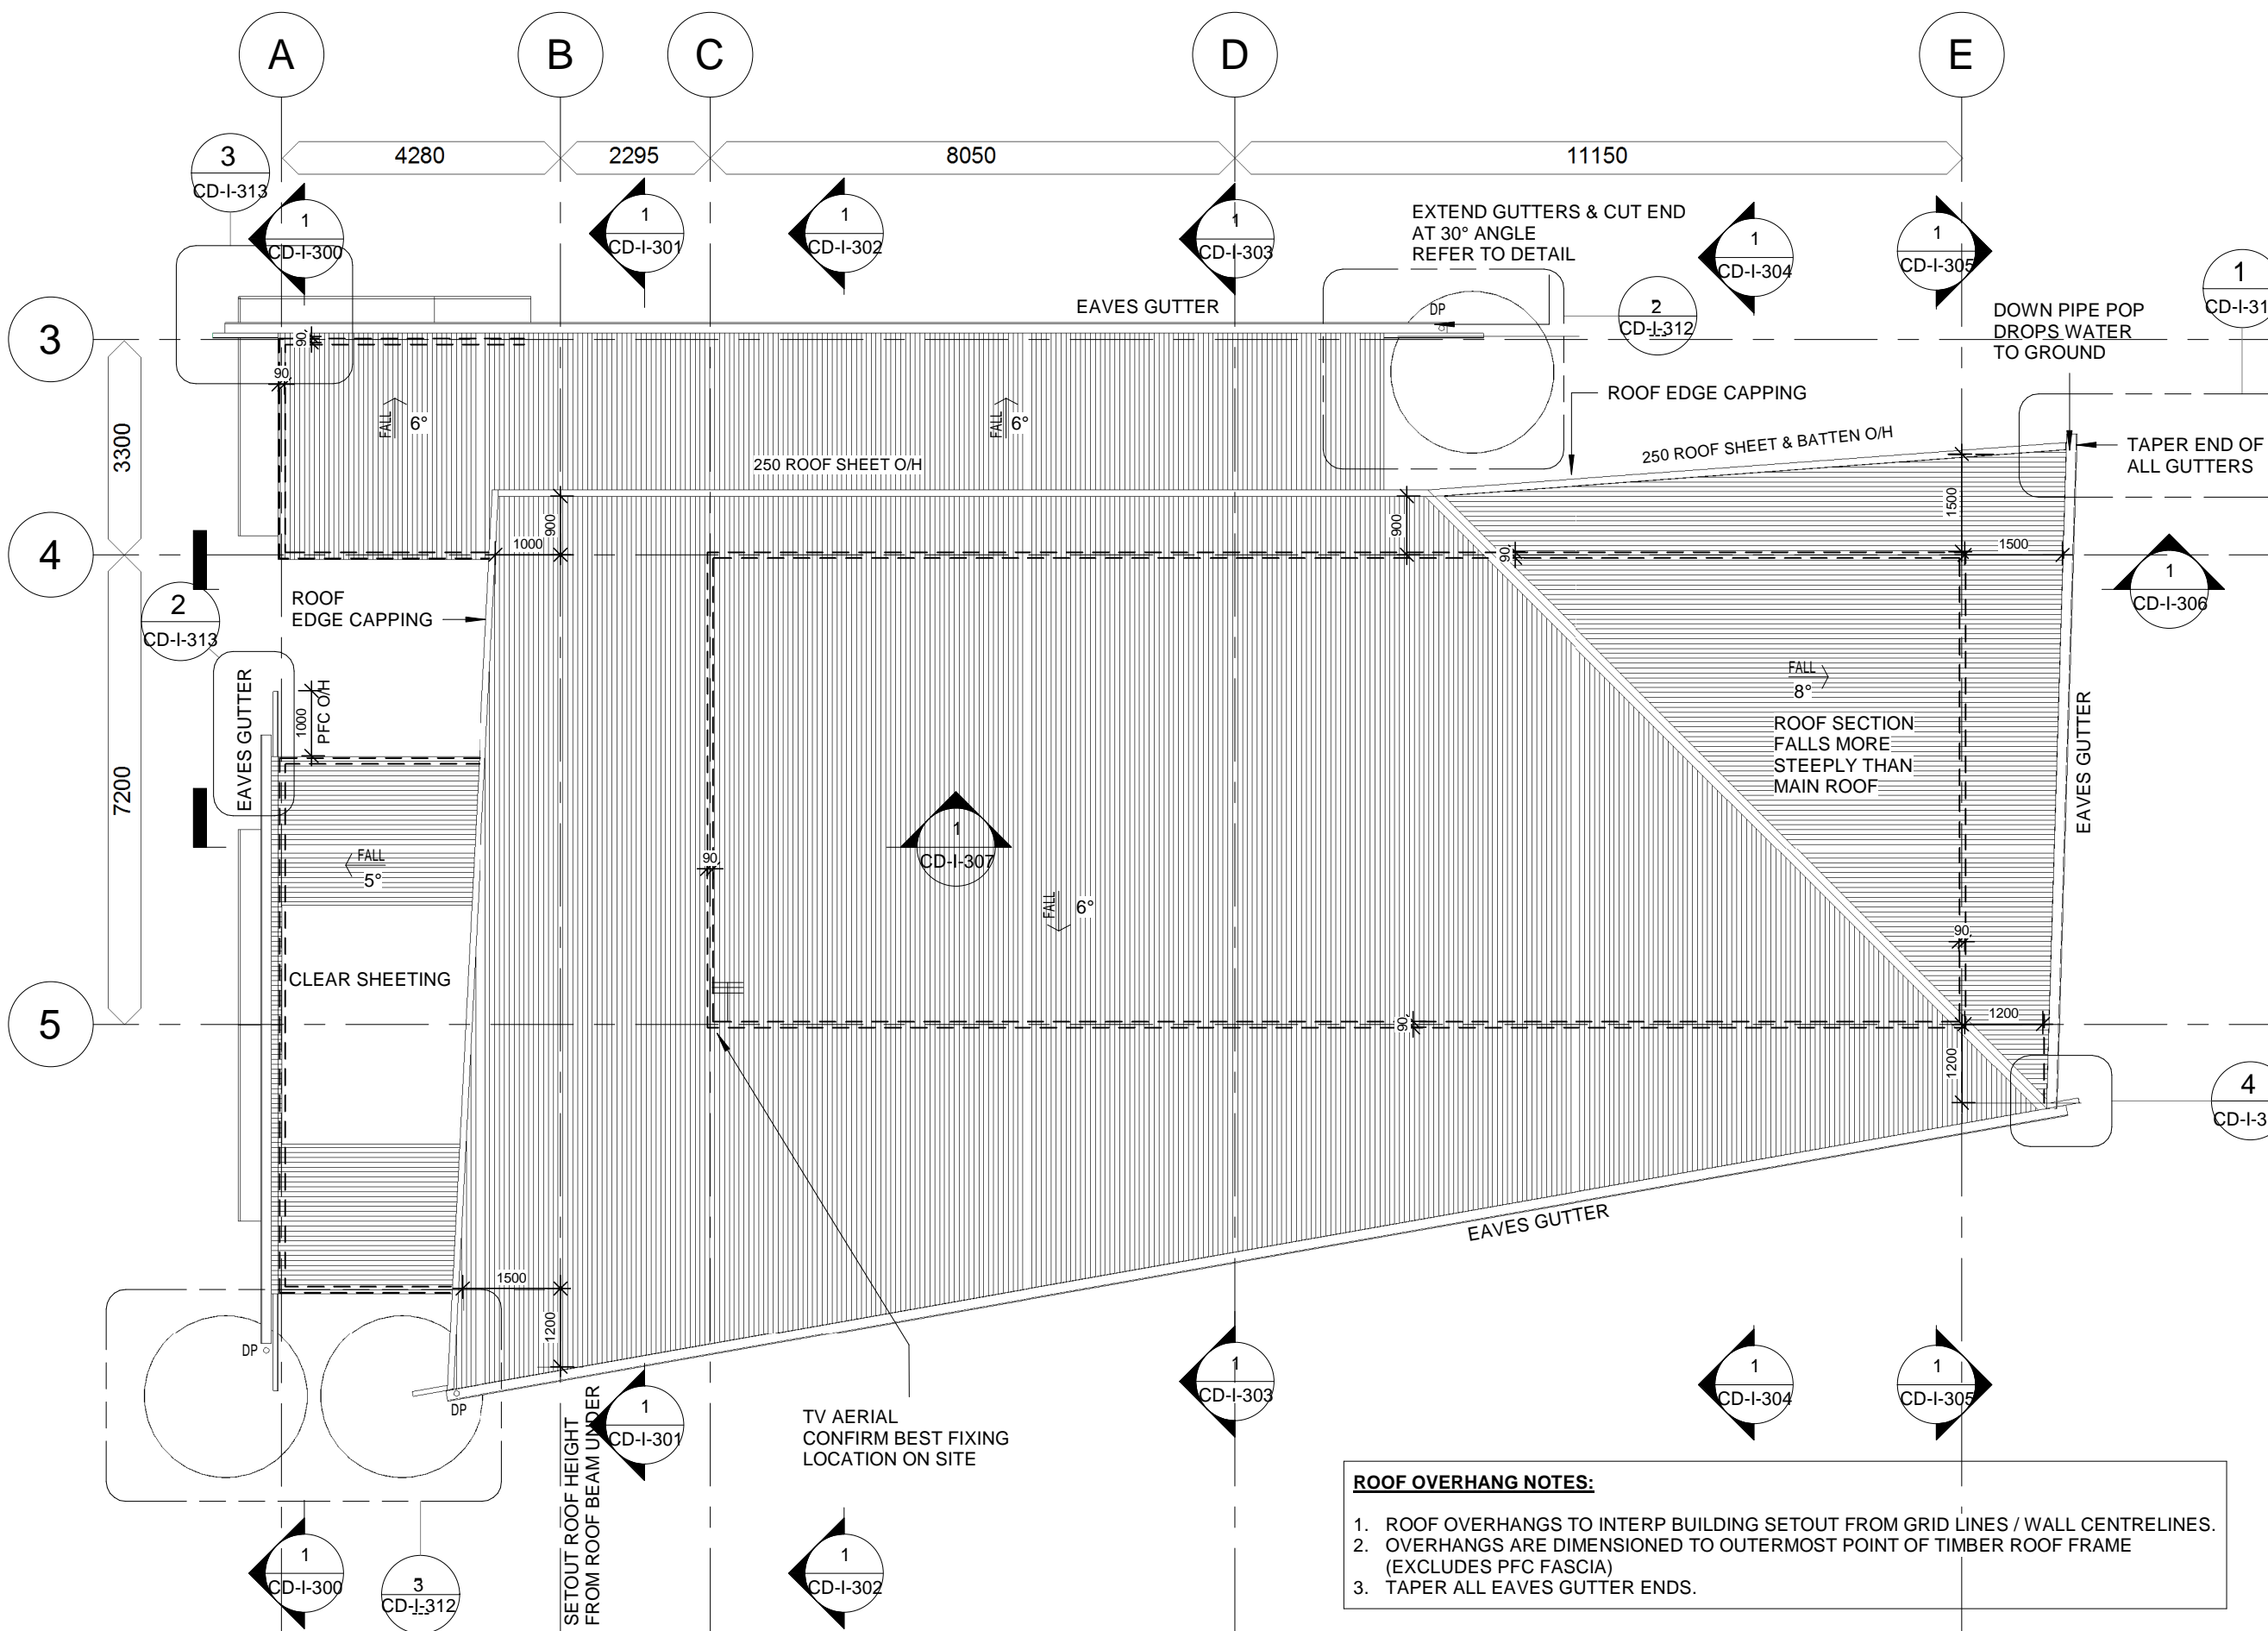 A
B
C
D
E
4280
2295
8050
11150
3
CD-I-313
1
CD-I-300
1
CD-I-301
1
CD-I-302
1
CD-I-303
EXTEND GUTTERS & CUT END
AT 30° ANGLE
REFER TO DETAIL
1
CD-I-304
1
CD-I-305
1
CD-I-31
EAVES GUTTER
DP
2
CD-I-312
DOWN PIPE POP
DROPS WATER
TO GROUND
3
90
90
ROOF EDGE CAPPING
FALL
6°
FALL
6°
3300
250 ROOF SHEET O/H
250 ROOF SHEET & BATTEN O/H
TAPER END OF
ALL GUTTERS
900
900
1500
4
1000
90
1500
1
CD-I-306
2
CD-I-313
ROOF
EDGE CAPPING
EAVES GUTTER
1000
PFC O/H
FALL
8°
ROOF SECTION
FALLS MORE
STEEPLY THAN
MAIN ROOF
EAVES GUTTER
7200
FALL
5°
90
1
CD-I-307
FALL
6°
90
CLEAR SHEETING
5
90
1200
1200
4
CD-I-3
EAVES GUTTER
1500
1200
DP
DP
SETOUT ROOF HEIGHT
FROM ROOF BEAM UNDER
1
CD-I-301
TV AERIAL
CONFIRM BEST FIXING
LOCATION ON SITE
1
CD-I-303
1
CD-I-304
1
CD-I-305
1
CD-I-300
3
CD-I-312
1
CD-I-302
ROOF OVERHANG NOTES:
1. ROOF OVERHANGS TO INTERP BUILDING SETOUT FROM GRID LINES / WALL CENTRELINES.
2. OVERHANGS ARE DIMENSIONED TO OUTERMOST POINT OF TIMBER ROOF FRAME
(EXCLUDES PFC FASCIA)
3. TAPER ALL EAVES GUTTER ENDS.